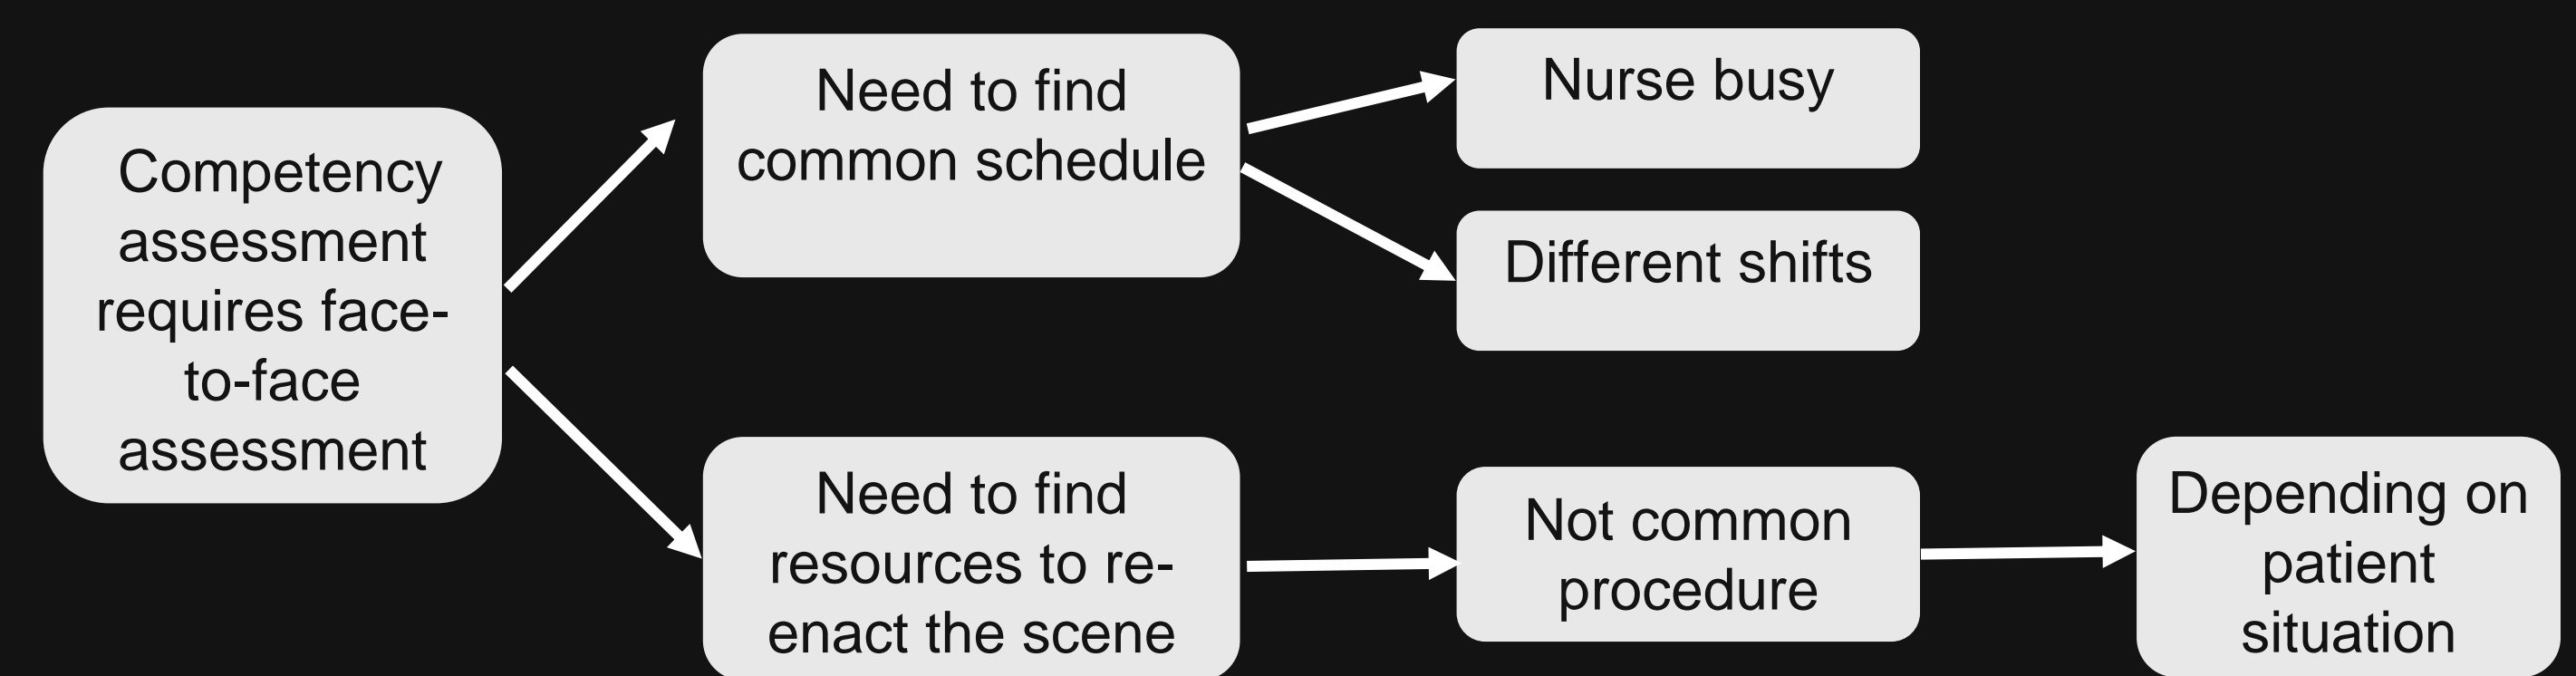 Competency
assessment
requires face-
to-face
assessment
Need to find
common schedule
Nurse busy
Different shifts
Need to find
resources to re-
enact the scene
Not common
procedure
Depending on
patient
situation